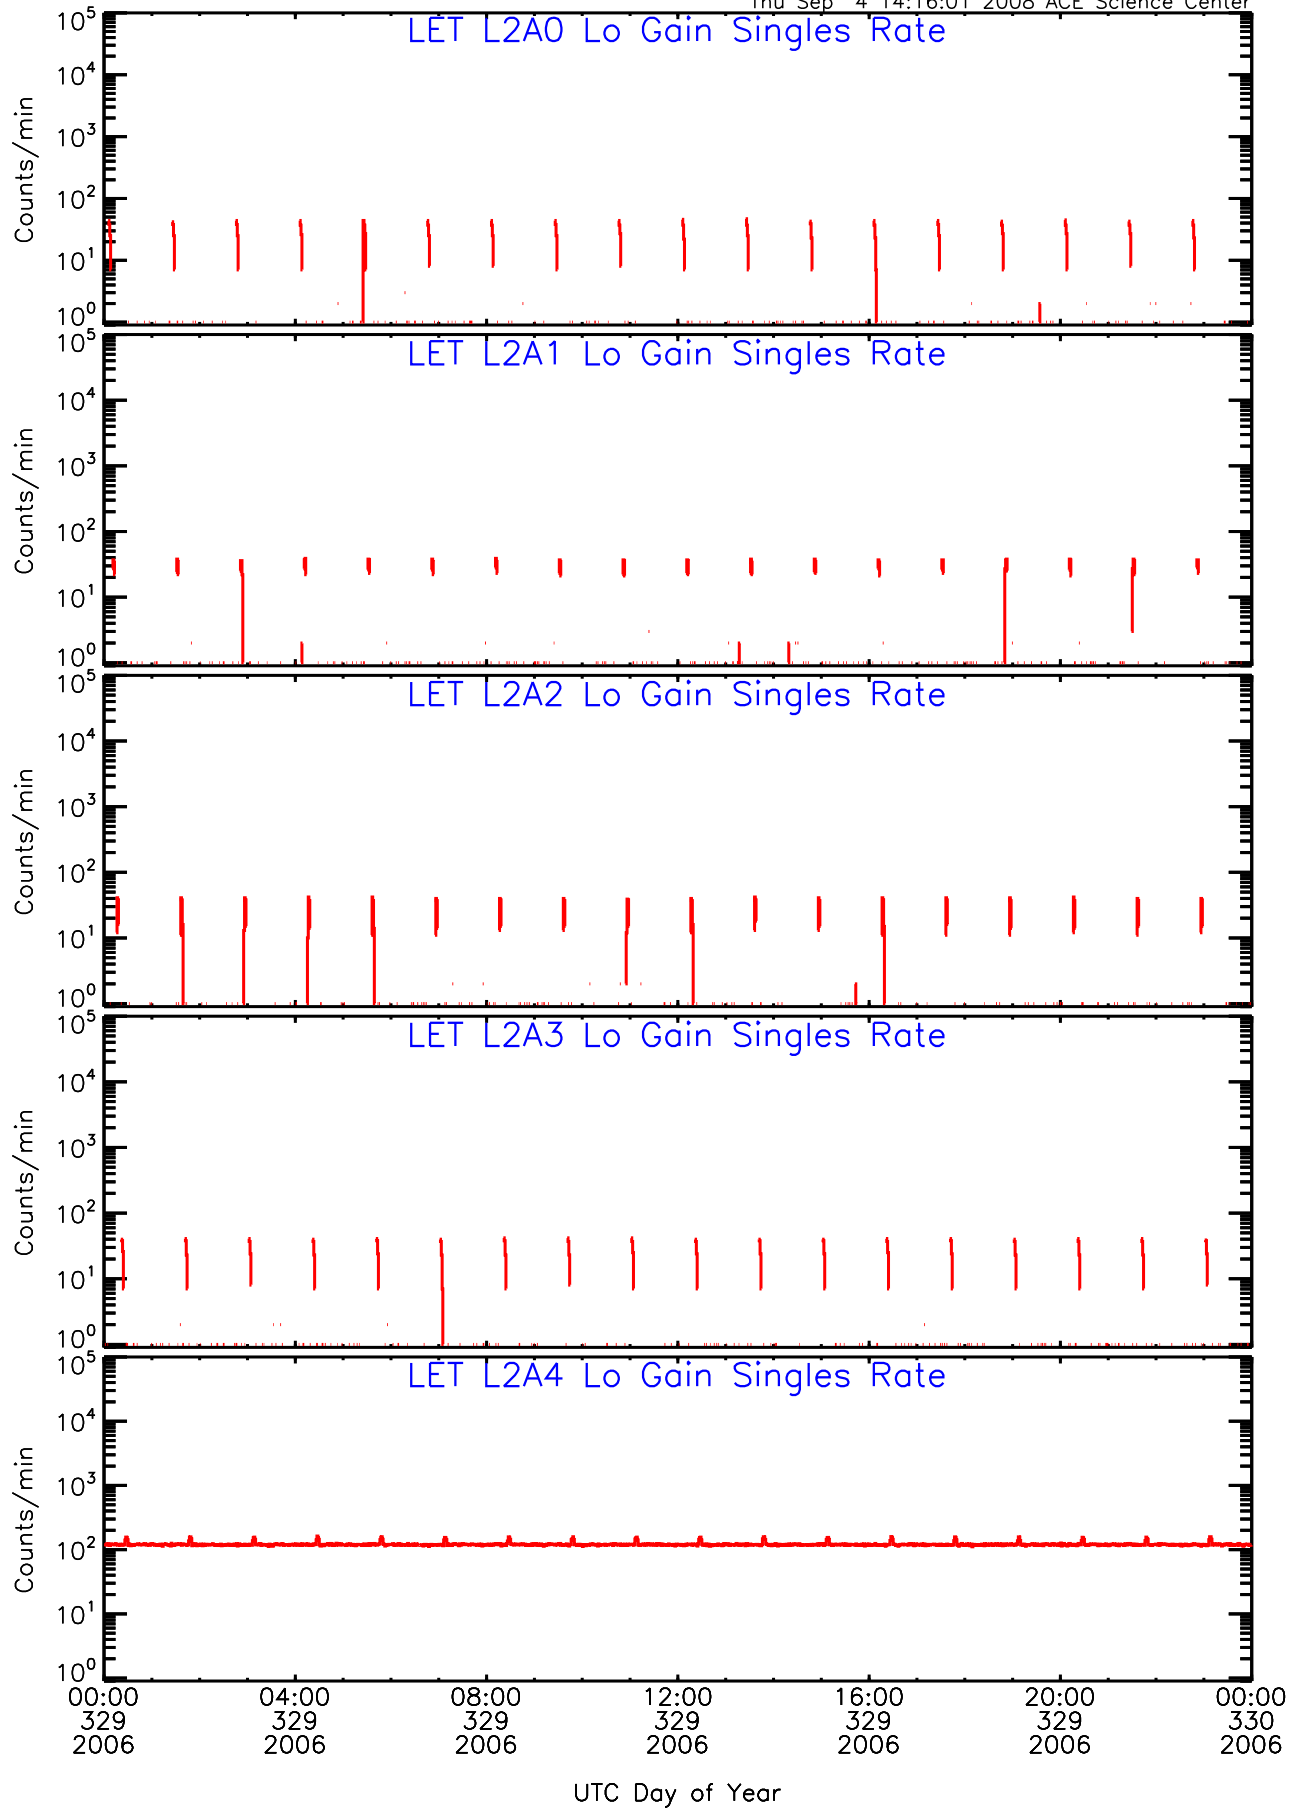 Thu Sep 4 14:16:01 2008 ACE Science Center
LET L2A0 Lo Gain Singles Rate
10^5
10^4
10^3
10^2
10^1
10^0
Counts/min
LET L2A1 Lo Gain Singles Rate
10^5
10^4
10^3
10^2
10^1
10^0
Counts/min
LET L2A2 Lo Gain Singles Rate
10^5
10^4
10^3
10^2
10^1
10^0
Counts/min
LET L2A3 Lo Gain Singles Rate
10^5
10^4
10^3
10^2
10^1
10^0
Counts/min
LET L2A4 Lo Gain Singles Rate
10^5
10^4
10^3
10^2
10^1
10^0
Counts/min
00:00 04:00 08:00 12:00 16:00 20:00 00:00
329 329 329 329 329 329 330
2006 2006 2006 2006 2006 2006 2006
UTC Day of Year